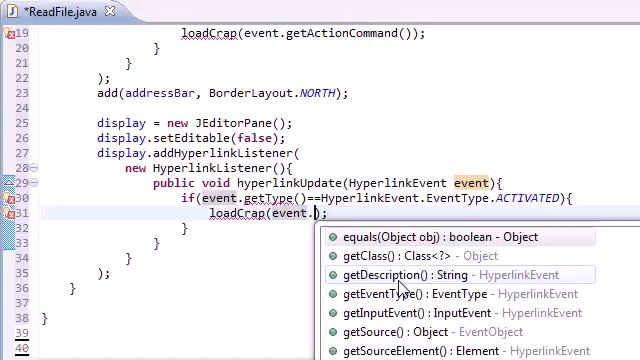 *ReadFile.java
19 loadCrap(event.getActionCommand());
20 }
21 }
22 );
23 add(addressBar, BorderLayout.NORTH);
24
25 display = new JEditorPane();
26 display.setEditable(false);
27 display.addHyperlinkListener(
28 new HyperlinkListener(){
29 public void hyperlinkUpdate(HyperlinkEvent event){
30 if(event.getType()==HyperlinkEvent.EventType.ACTIVATED){
31 loadCrap(event.);
32 }
equals(Object obj) : boolean - Object
33 }
getClass() : Class<?> - Object
34 }
getDescription() : String - HyperlinkEvent
35 );
getEventType() : EventType - HyperlinkEvent
36 }
getInputEvent() : InputEvent - HyperlinkEvent
37
38 }
getSource() : Object - EventObject
39
getSourceElement() : Element - HyperlinkEvent
40